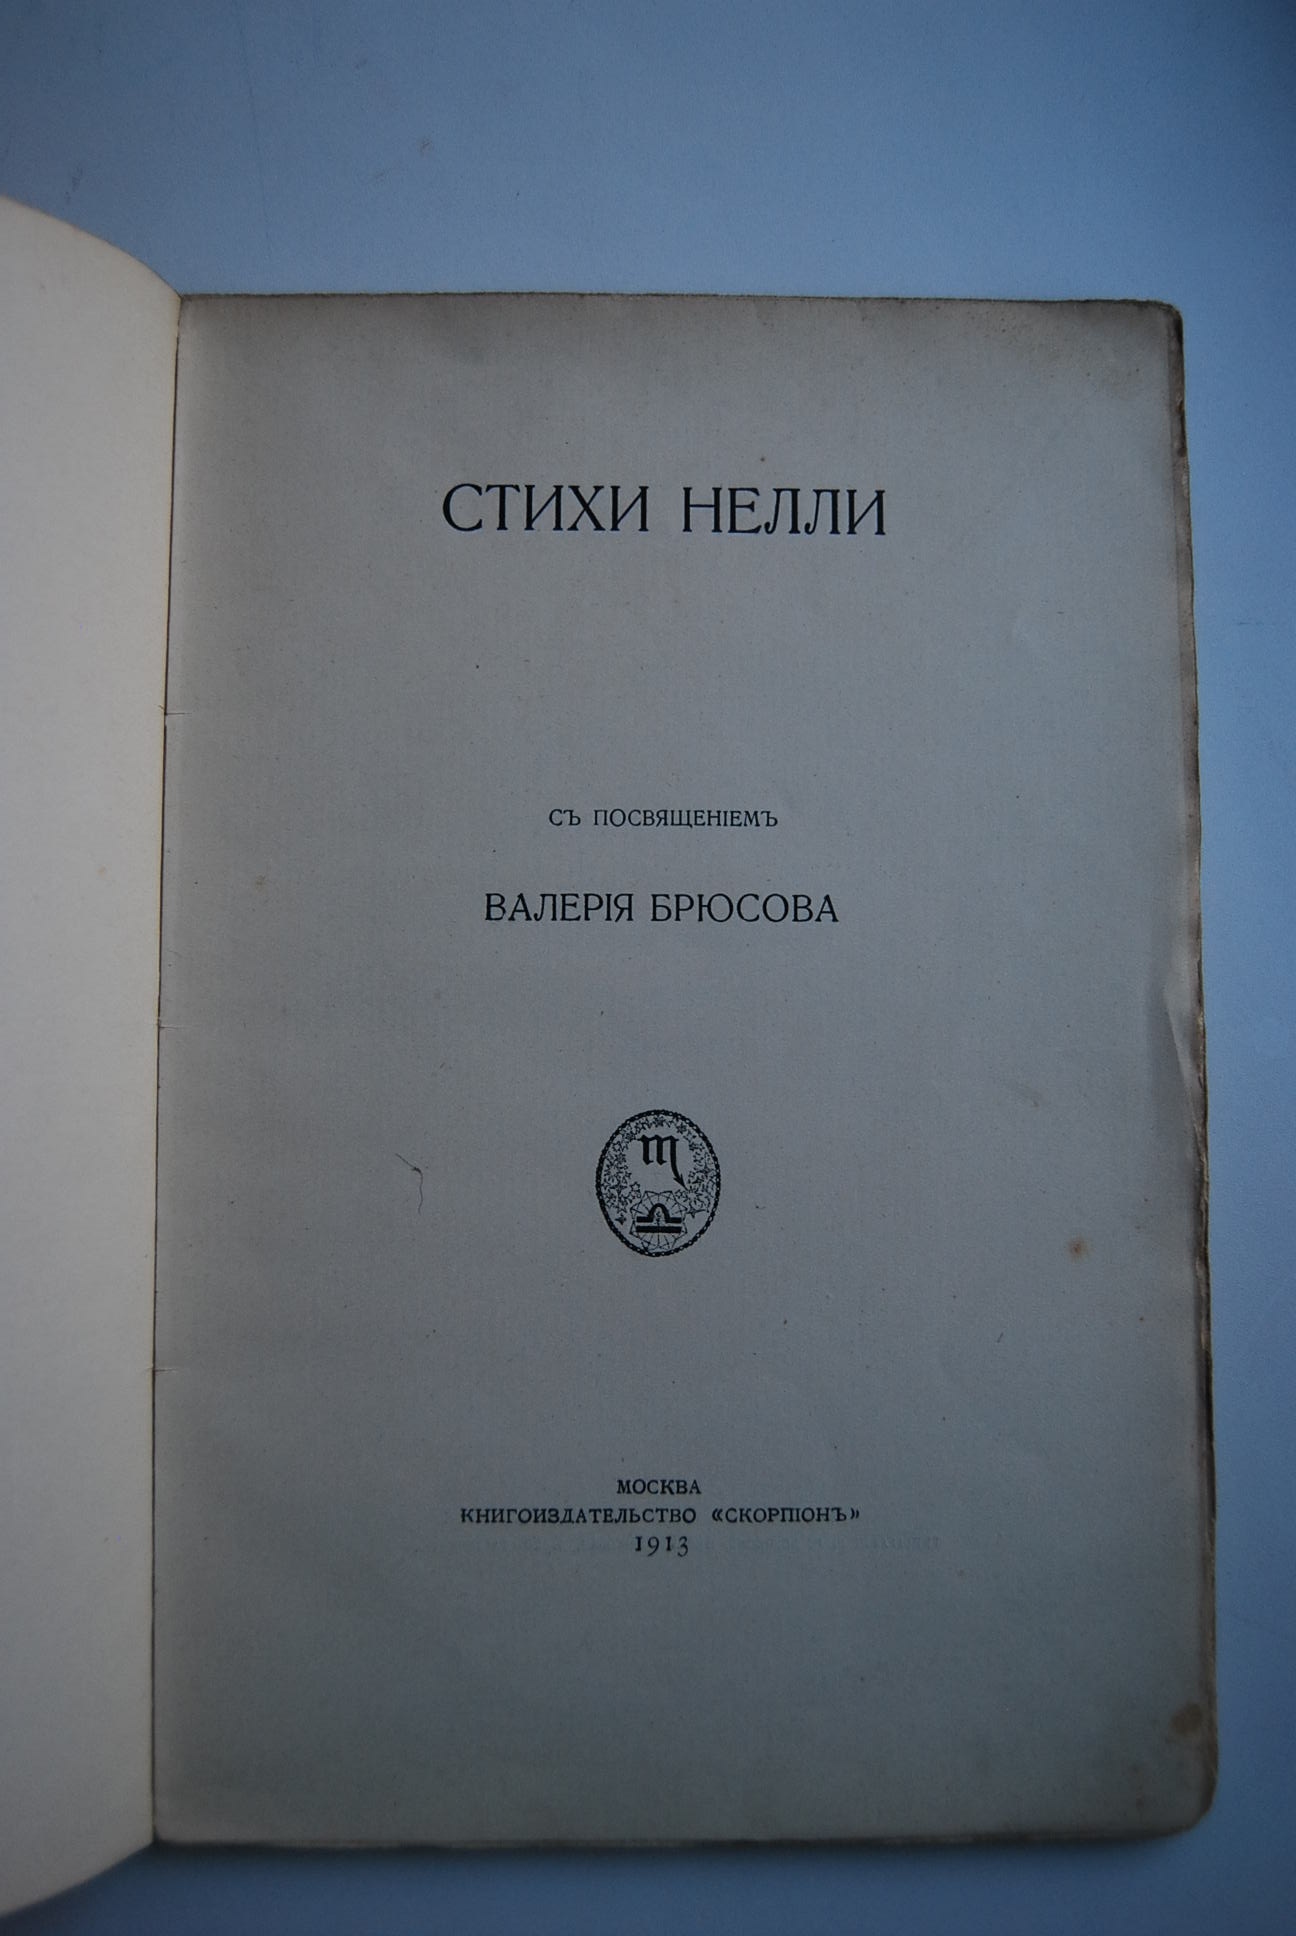 СТИХИ НЕЛЛИ
СЪ ПОСВЯЩЕНІЕМЪ
ВАЛЕРІЯ БРЮСОВА
МОСКВА
КНИГОИЗДАТЕЛЬСТВО «СКОРПІОНЪ»
1913